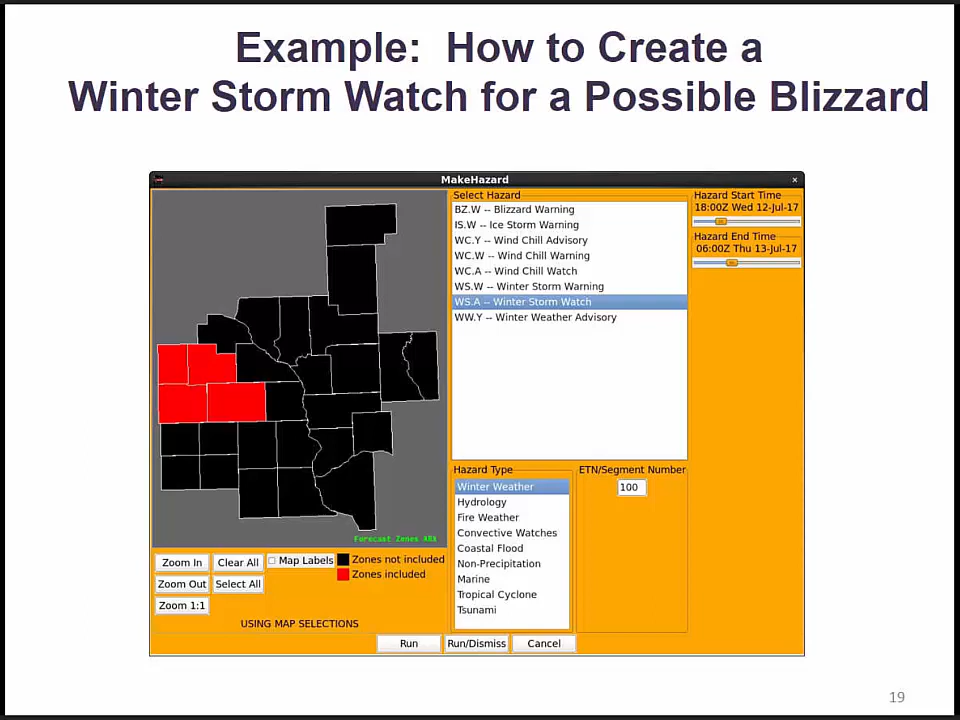 Example:  How to Create a
Winter Storm Watch for a Possible Blizzard
MakeHazard
×
Select Hazard
BZ.W -- Blizzard Warning
IS.W -- Ice Storm Warning
WC.Y -- Wind Chill Advisory
WC.W -- Wind Chill Warning
WC.A -- Wind Chill Watch
WS.W -- Winter Storm Warning
WS.A -- Winter Storm Watch
WW.Y -- Winter Weather Advisory
Hazard Start Time
18:00Z Wed 12-Jul-17
Hazard End Time
06:00Z Thu 13-Jul-17
Forecast Zones ARX
Hazard Type
Winter Weather
Hydrology
Fire Weather
Convective Watches
Coastal Flood
Non-Precipitation
Marine
Tropical Cyclone
Tsunami
ETN/Segment Number
100
Zoom In
Clear All
Map Labels
Zones not included
Zones included
Zoom Out
Select All
Zoom 1:1
USING MAP SELECTIONS
Run
Run/Dismiss
Cancel
19